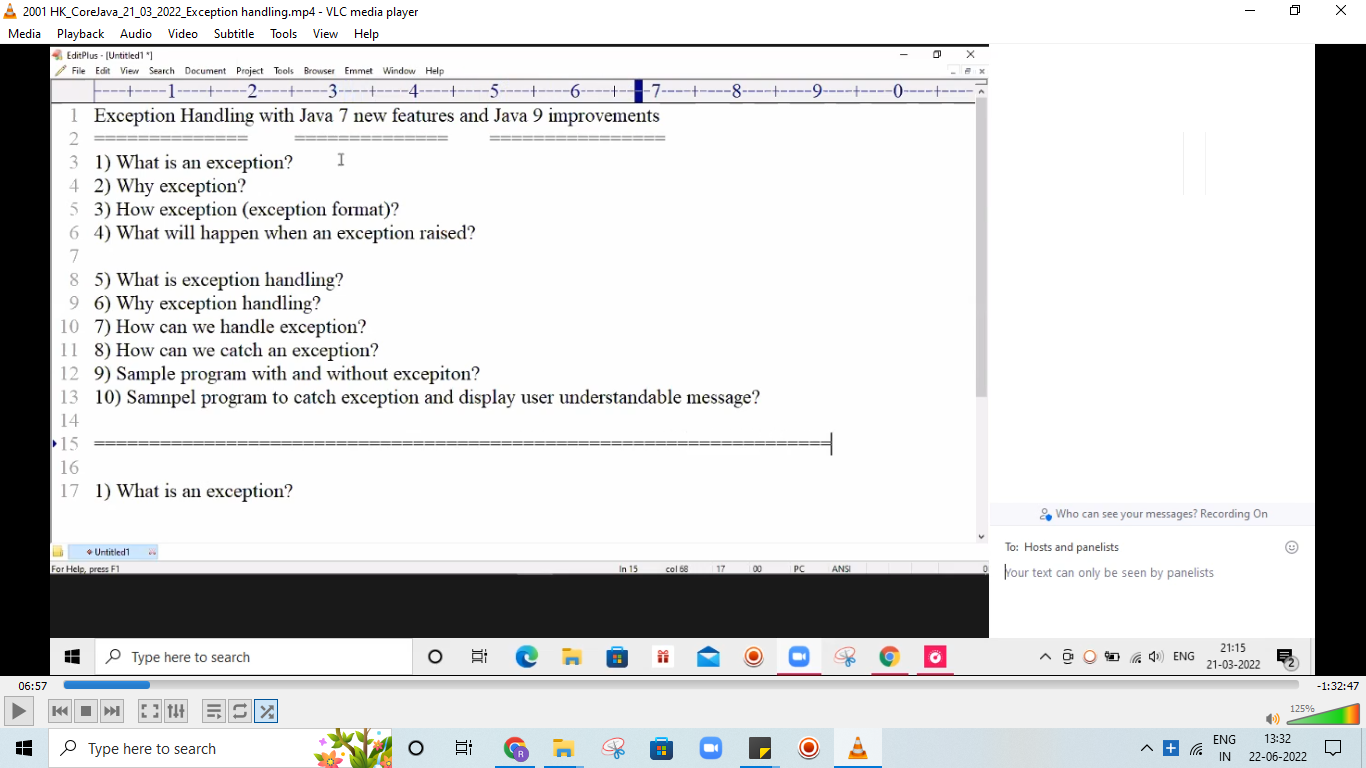 2001 HK_CoreJava_21_03_2022_Exception handling.mp4 - VLC media player
Media Playback Audio Video Subtitle Tools View Help
EditPlus - [Untitled1 *]
File Edit View Search Document Project Tools Browser Emmet Window Help
|----+----1----+----2----+----3----+----4----+----5----+----6----+----7----+----8----+----9----+----0----+----
1 Exception Handling with Java 7 new features and Java 9 improvements
2 ============== ============== ================
3 1) What is an exception?
4 2) Why exception?
5 3) How exception (exception format)?
6 4) What will happen when an exception raised?
7
8 5) What is exception handling?
9 6) Why exception handling?
10 7) How can we handle exception?
11 8) How can we catch an exception?
12 9) Sample program with and without excepiton?
13 10) Samnpel program to catch exception and display user understandable message?
14
15 ===================================================================
16
17 1) What is an exception?
Untitled1
For Help, press F1 ln 15 col 68 17 00 PC ANSI 0
Who can see your messages? Recording On
To: Hosts and panelists
Your text can only be seen by panelists
Type here to search
ENG
21:15
21-03-2022
2
06:57
-1:32:47
125%
Type here to search
R
ENG
IN
13:32
22-06-2022